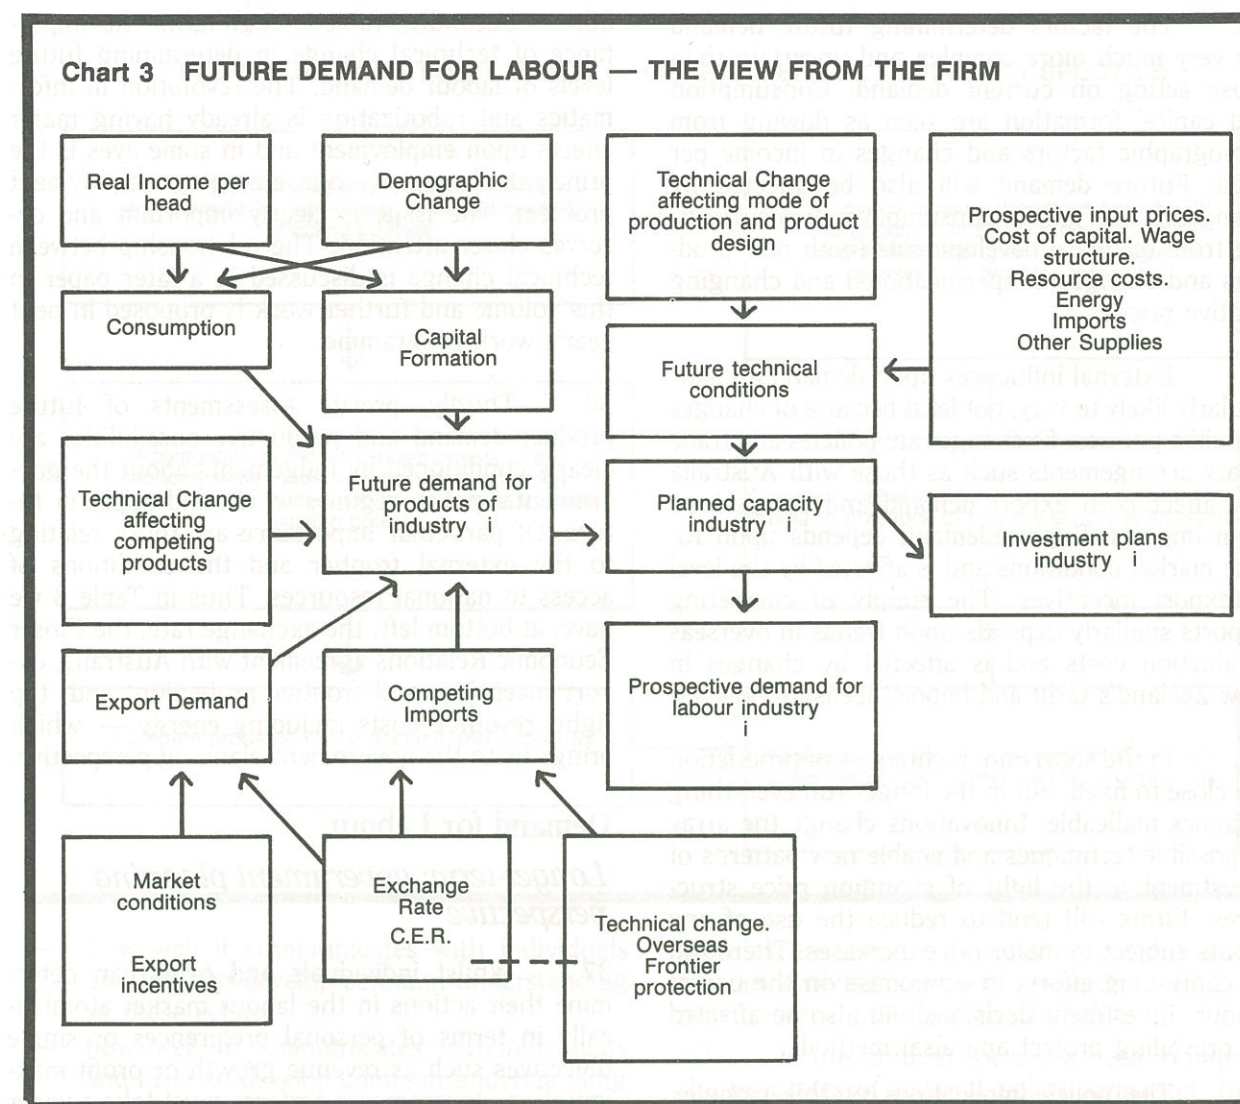 Chart 3 FUTURE DEMAND FOR LABOUR — THE VIEW FROM THE FIRM
Real Income per
head
Demographic
Change
Technical Change
affecting mode of
production and product
design
Prospective input prices.
Cost of capital. Wage
structure.
Resource costs.
Energy
Imports
Other Supplies
Consumption
Capital
Formation
Future technical
conditions
Technical Change
affecting
competing
products
Future demand for
products of
industry i
Planned capacity
industry i
Investment plans
industry i
Export Demand
Competing
Imports
Prospective demand for
labour industry
i
Market
conditions
Export
incentives
Exchange
Rate
C.E.R.
Technical change.
Overseas
Frontier
protection